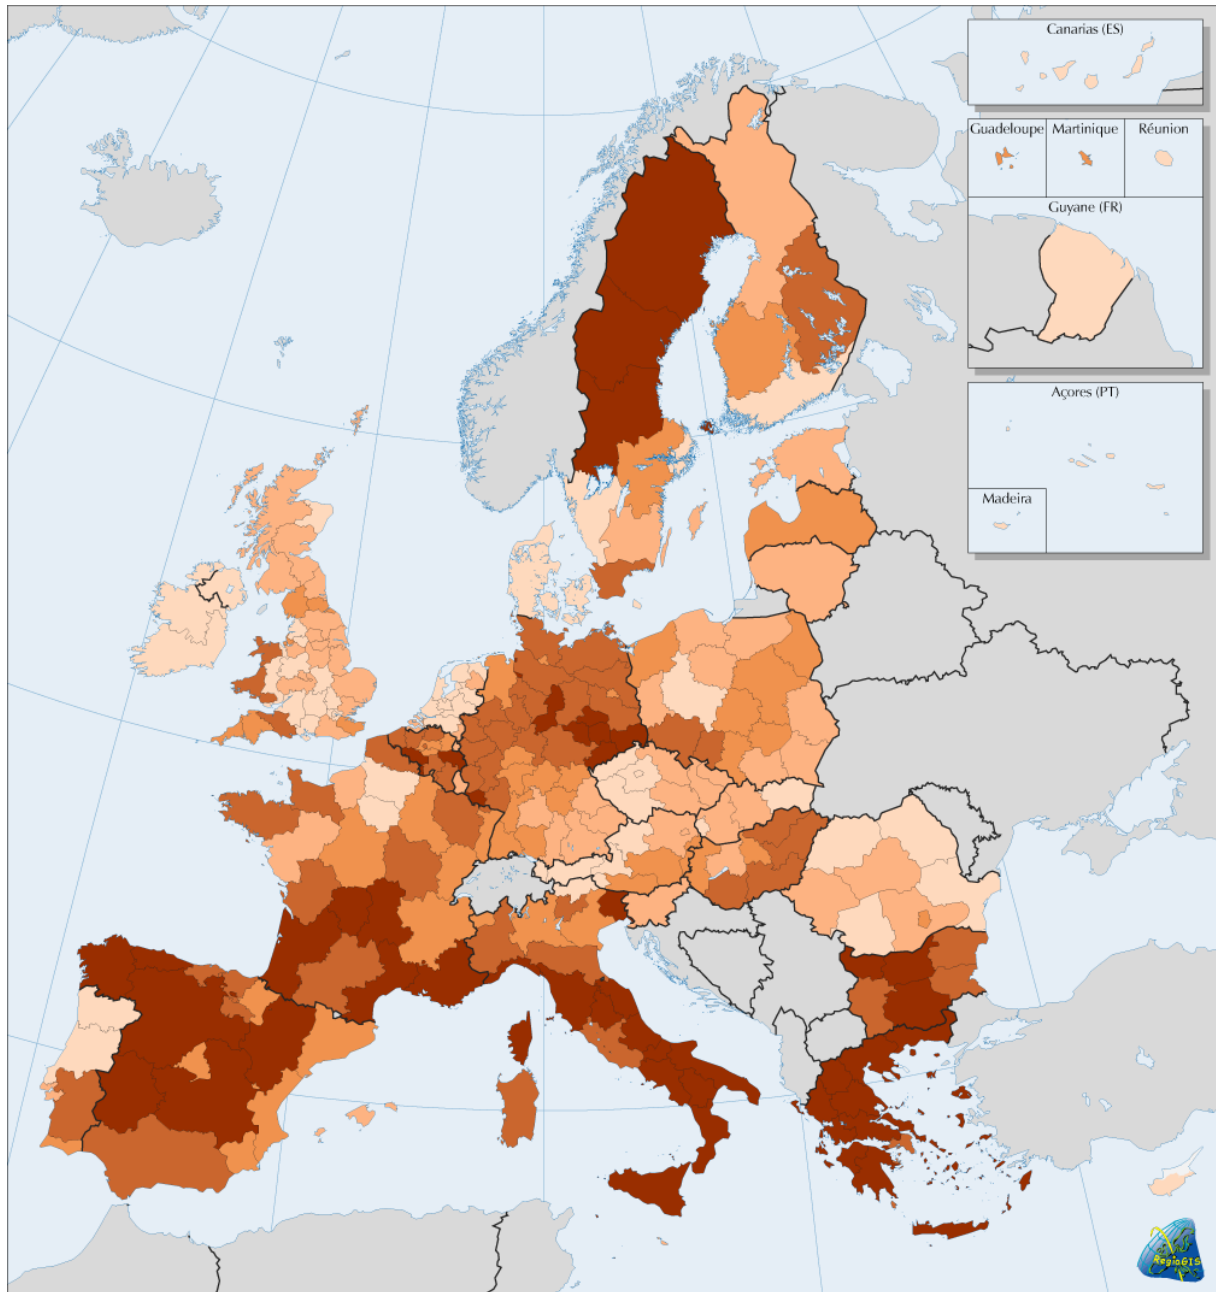 Canarias (ES)
Guadeloupe
Martinique
Réunion
Guyane (FR)
Açores (PT)
Madeira
RegioGIS